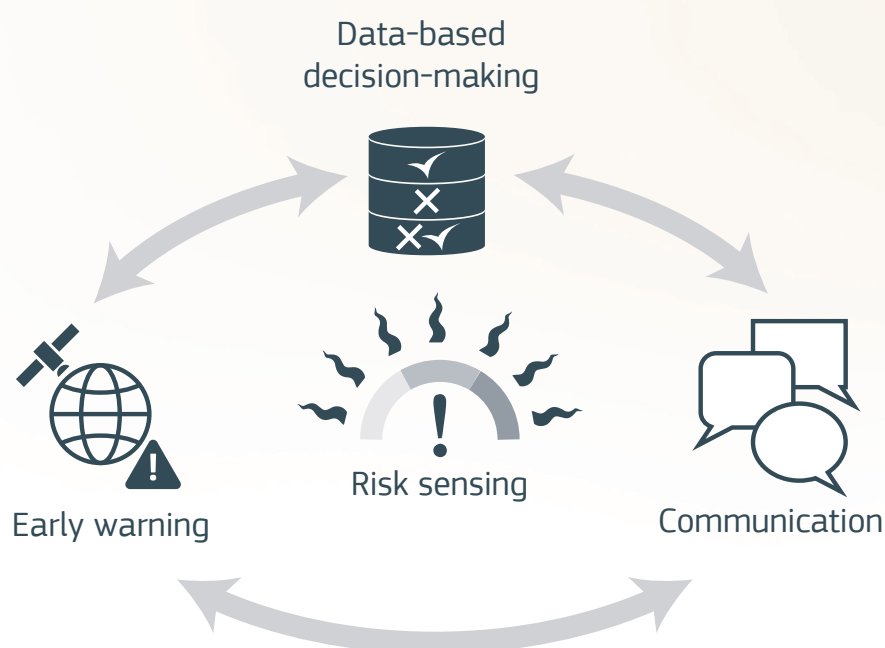 Data-based
decision-making
Risk sensing
Early warning
Communication